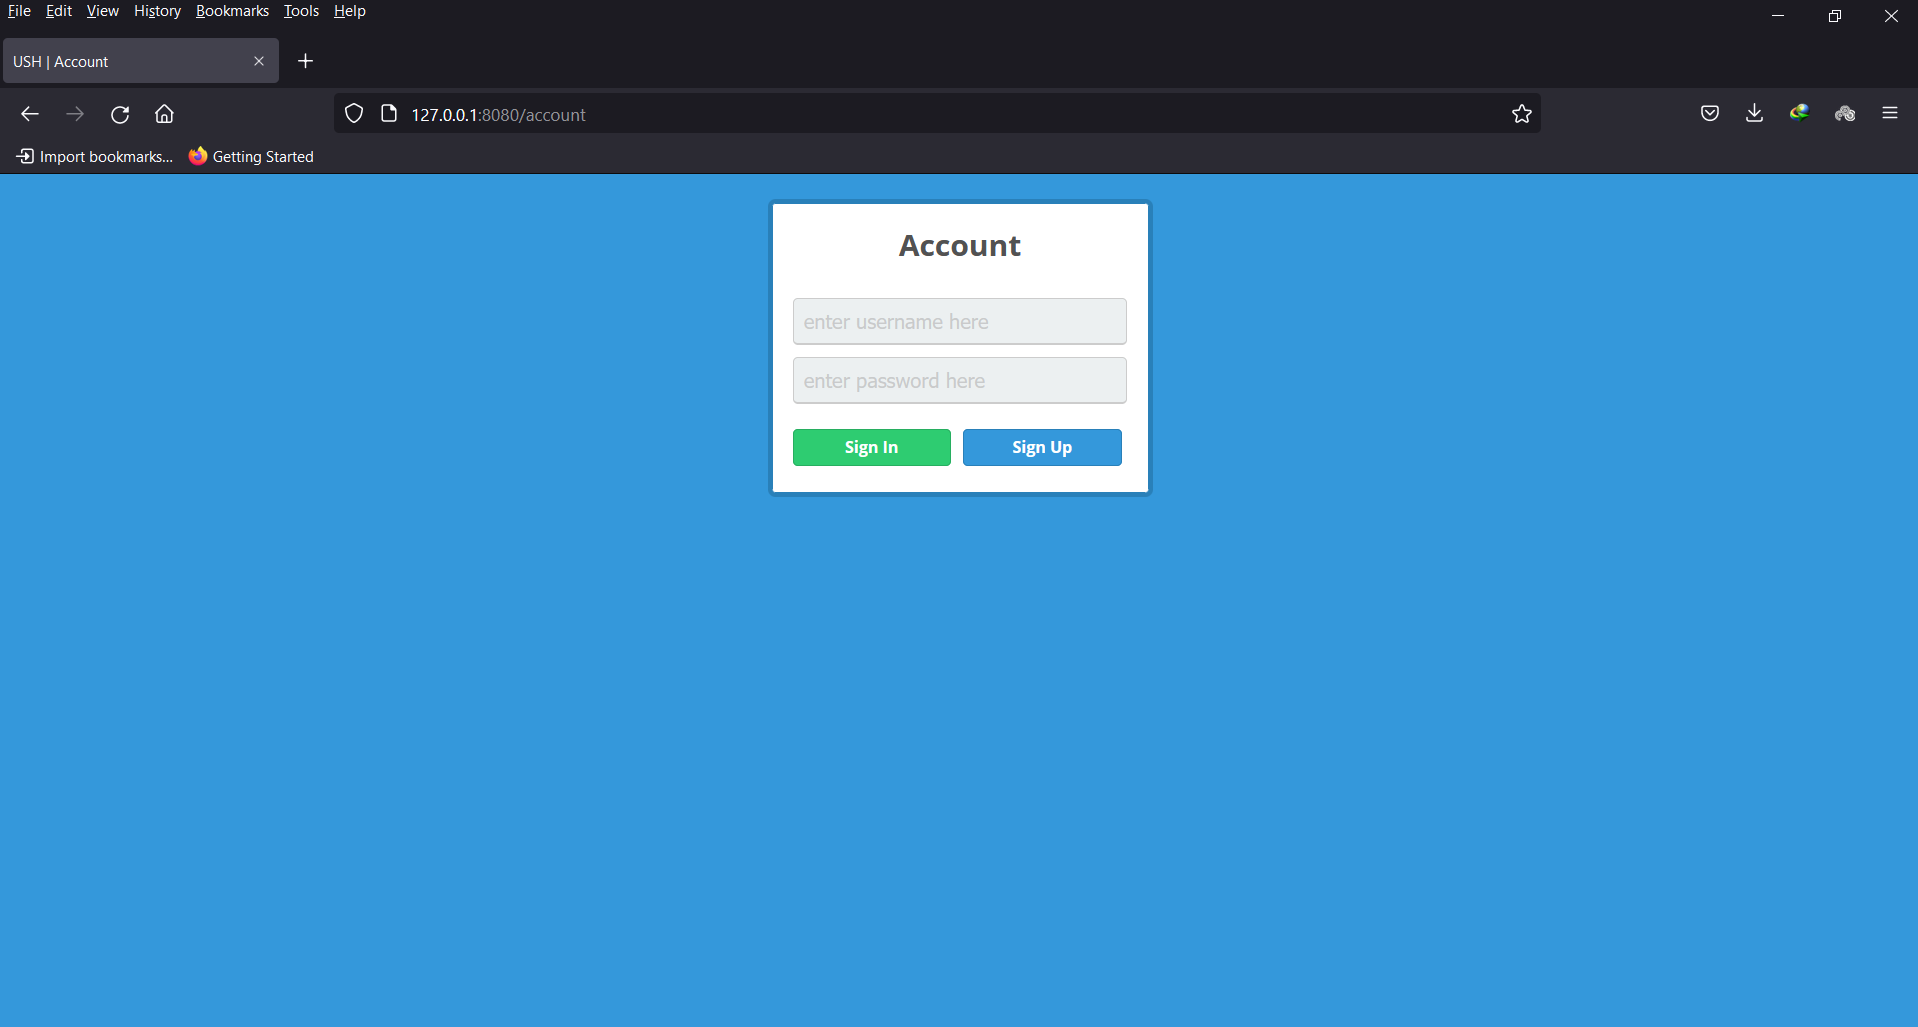 File Edit View History Bookmarks Tools Help
USH | Account
127.0.0.1:8080/account
Import bookmarks... Getting Started
Account
enter username here
enter password here
Sign In Sign Up